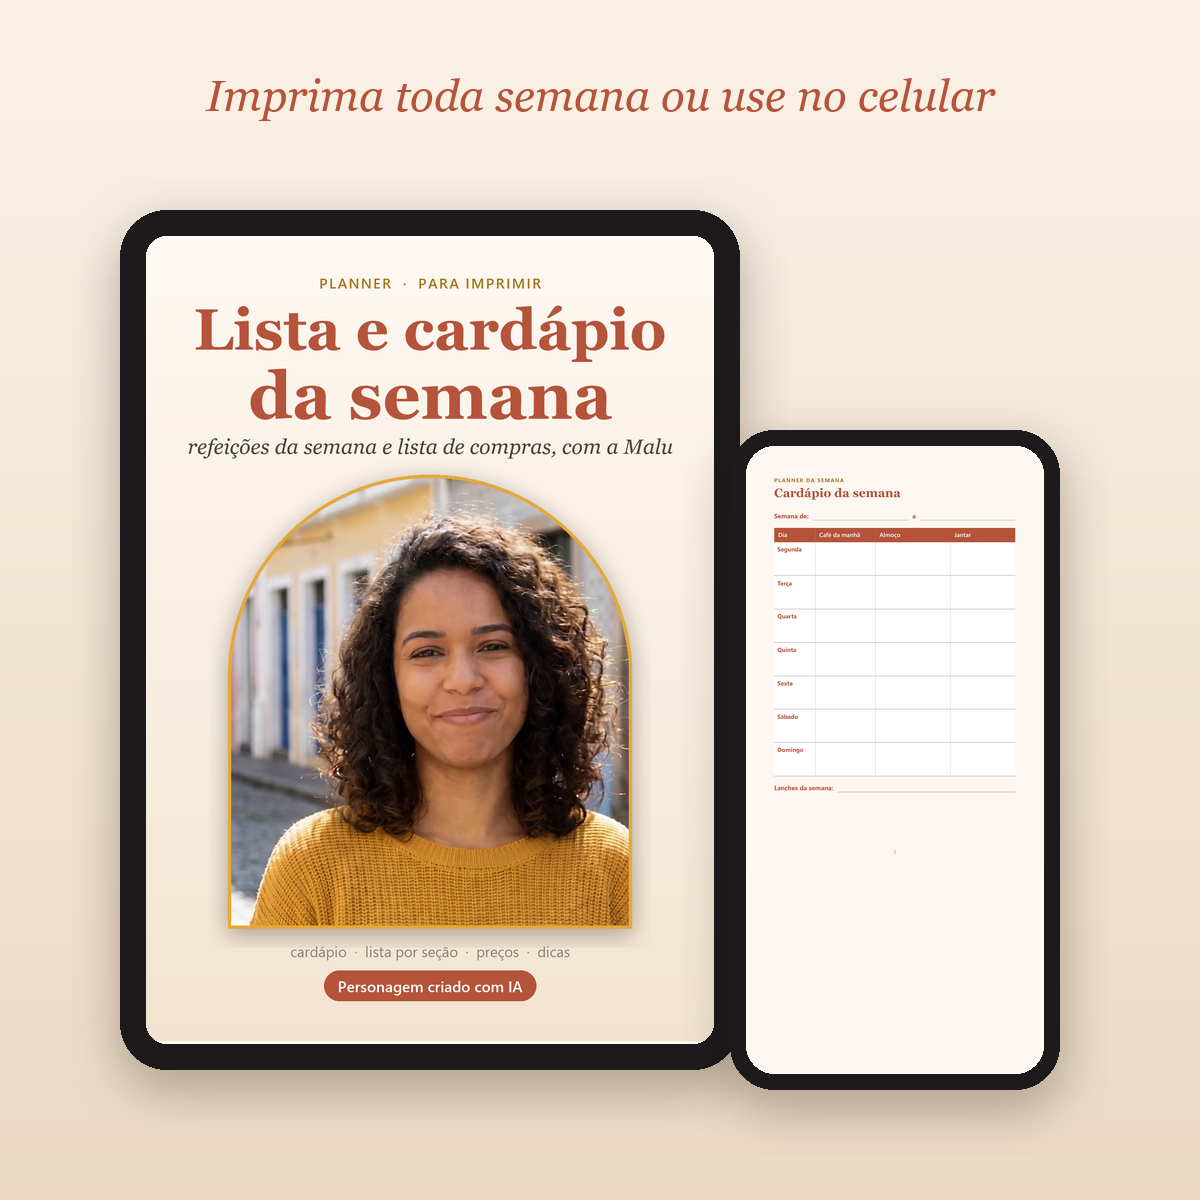 Imprima toda semana ou use no celular
PLANNER · PARA IMPRIMIR
Lista e cardápio
da semana
refeições da semana e lista de compras, com a Malu
cardápio · lista por seção · preços · dicas
Personagem criado com IA
PLANNER DA SEMANA
Cardápio da semana
Semana de: a
Dia Café da manhã Almoço Jantar
Segunda
Terça
Quarta
Quinta
Sexta
Sábado
Domingo
Lanches da semana:
5